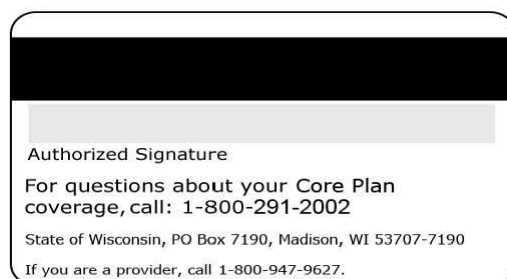 Authorized Signature
For questions about your Core Plan
coverage, call: 1-800-291-2002
State of Wisconsin, PO Box 7190, Madison, WI 53707-7190
If you are a provider, call 1-800-947-9627.